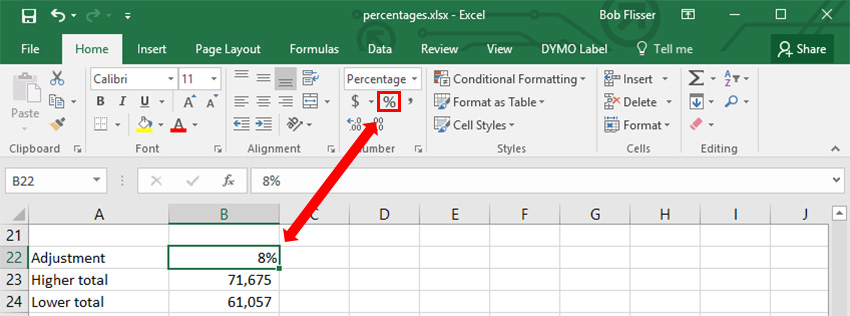 percentages.xlsx - Excel
Bob Flisser
File Home Insert Page Layout Formulas Data Review View DYMO Label Tell me Share
Calibri 11 Percentage Conditional Formatting Insert
Paste B I U A A A $ % , Format as Table Delete
Cell Styles Format
Clipboard Font Alignment Number Styles Cells Editing
B22 fx 8%
A B C D E F G H I J
21
22 Adjustment 8%
23 Higher total 71,675
24 Lower total 61,057